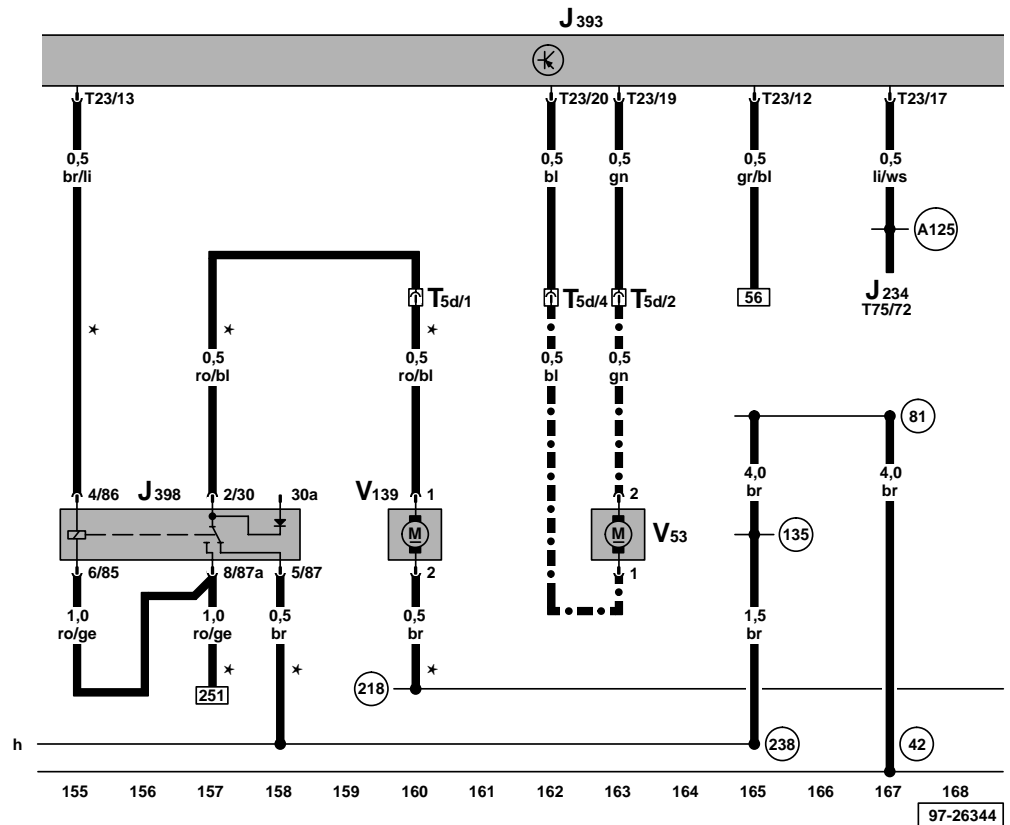 J 393
T23/13 T23/20 T23/19 T23/12 T23/17
0,5 0,5 0,5 0,5 0,5
br/li bl gn gr/bl li/ws
A125
T5d/1 T5d/4 T5d/2 56 J 234
T75/72
* * *
0,5 0,5 0,5 0,5
ro/bl ro/bl bl gn
81
4,0 4,0
br br
4/86 J 398 2/30 30a V139 1 2
M M V53 135
6/85 8/87a 5/87 2 1
1,0 1,0 0,5 0,5 1,5
ro/ge ro/ge br br br
* * *
251 218
h 238 42
155 156 157 158 159 160 161 162 163 164 165 166 167 168
97-26344